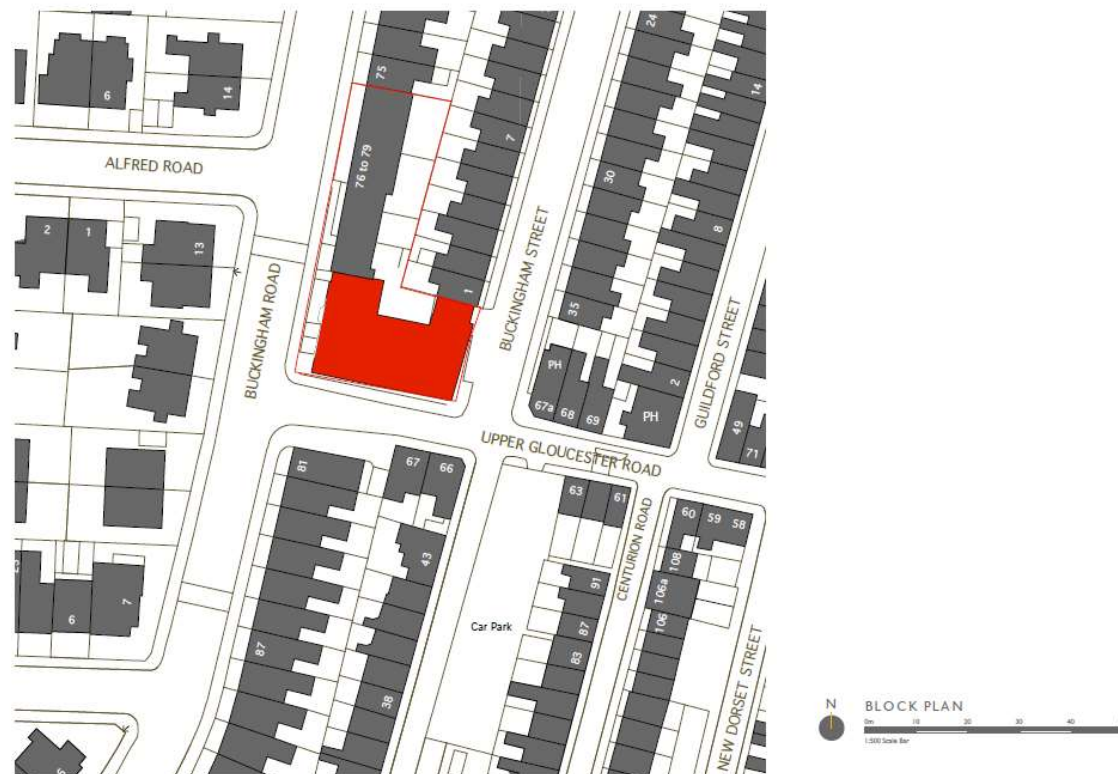 24
14
75
6
14
7
ALFRED ROAD
76 to 79
30
8
2 1
13
BUCKINGHAM STREET
1
35
BUCKINGHAM ROAD
GUILDFORD STREET
PH
2
67a 68 69
PH
49
71
UPPER GLOUCESTER ROAD
81
67 66
63 61
60 59 58
CENTURION ROAD
43
108
91
106a
7
6
Car Park
87
106
83
87
38
NEW DORSET STREET
N
BLOCK PLAN
0m 10 20 30 40
1:500 Scale Bar